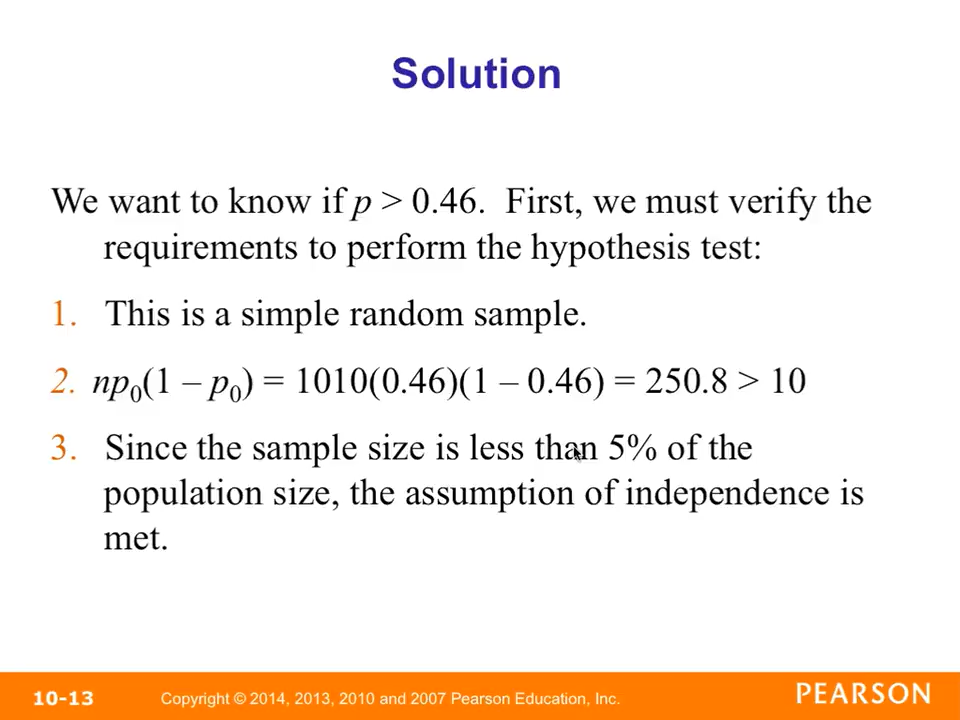 Solution
We want to know if p > 0.46. First, we must verify the
requirements to perform the hypothesis test:
1. This is a simple random sample.
2. np₀(1 – p₀) = 1010(0.46)(1 – 0.46) = 250.8 > 10
3. Since the sample size is less than 5% of the
population size, the assumption of independence is
met.
10-13 Copyright © 2014, 2013, 2010 and 2007 Pearson Education, Inc. PEARSON